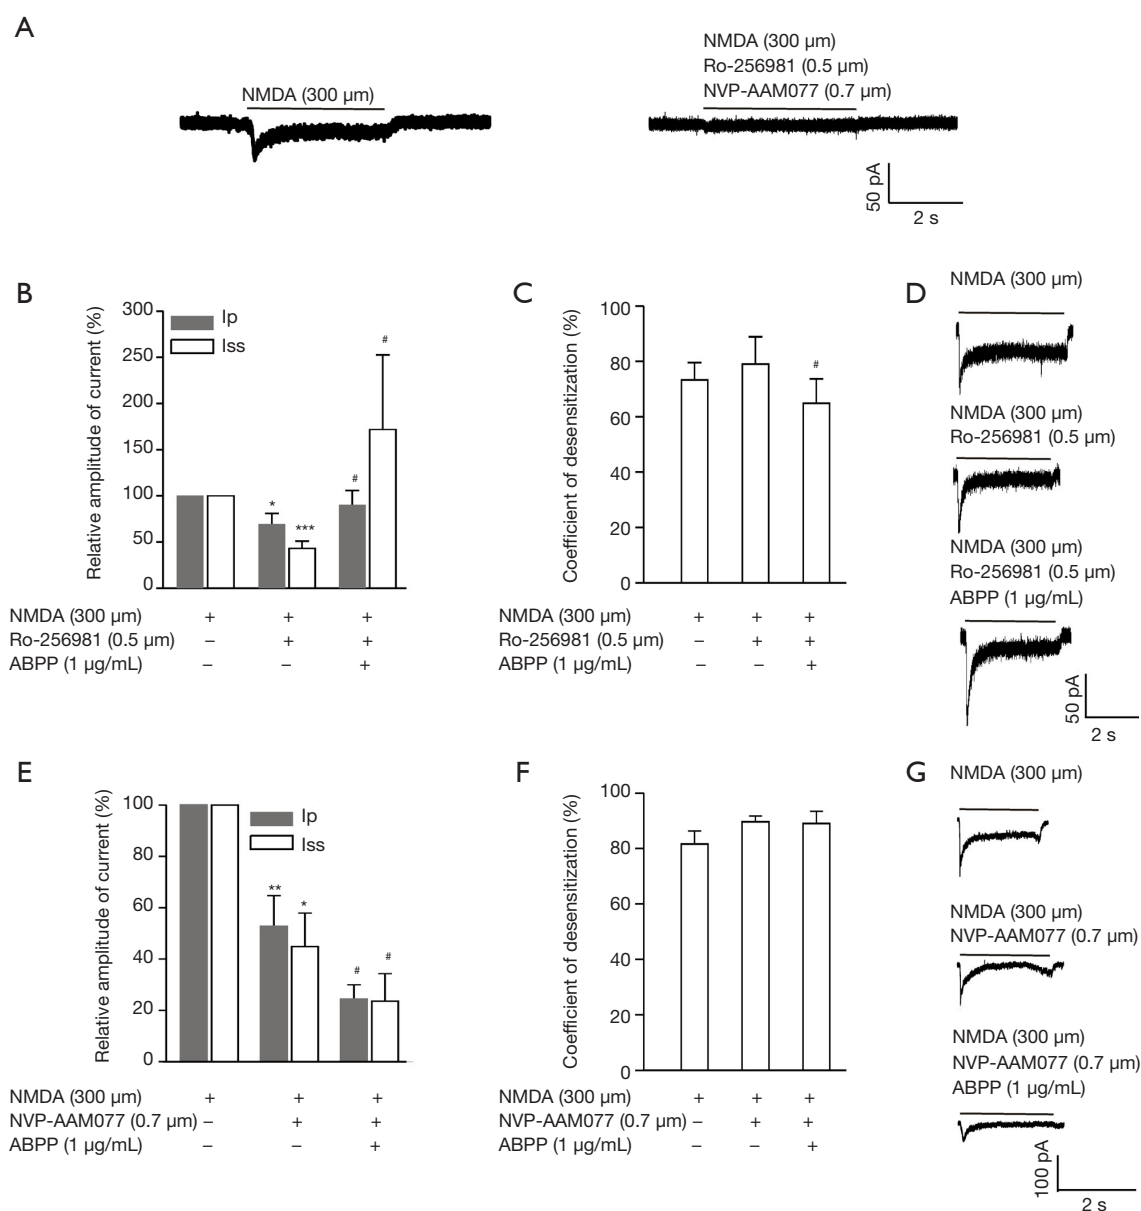 A
NMDA (300 µm)
NMDA (300 µm)
Ro-256981 (0.5 µm)
NVP-AAM077 (0.7 µm)
50 pA
2 s
B
Relative amplitude of current (%)
300
250
200
150
100
50
0
Ip
Iss
*
***
#
#
NMDA (300 µm) + + +
Ro-256981 (0.5 µm) – + +
ABPP (1 µg/mL) – – +
C
Coefficient of desensitization (%)
100
80
60
40
20
0
#
NMDA (300 µm) + + +
Ro-256981 (0.5 µm) – + +
ABPP (1 µg/mL) – – +
D
NMDA (300 µm)
NMDA (300 µm)
Ro-256981 (0.5 µm)
NMDA (300 µm)
Ro-256981 (0.5 µm)
ABPP (1 µg/mL)
50 pA
2 s
E
Relative amplitude of current (%)
100
80
60
40
20
0
Ip
Iss
**
*
#
#
NMDA (300 µm) + + +
NVP-AAM077 (0.7 µm) – + +
ABPP (1 µg/mL) – – +
F
Coefficient of desensitization (%)
100
80
60
40
20
0
NMDA (300 µm) + + +
NVP-AAM077 (0.7 µm) – + +
ABPP (1 µg/mL) – – +
G
NMDA (300 µm)
NMDA (300 µm)
NVP-AAM077 (0.7 µm)
NMDA (300 µm)
NVP-AAM077 (0.7 µm)
ABPP (1 µg/mL)
100 pA
2 s